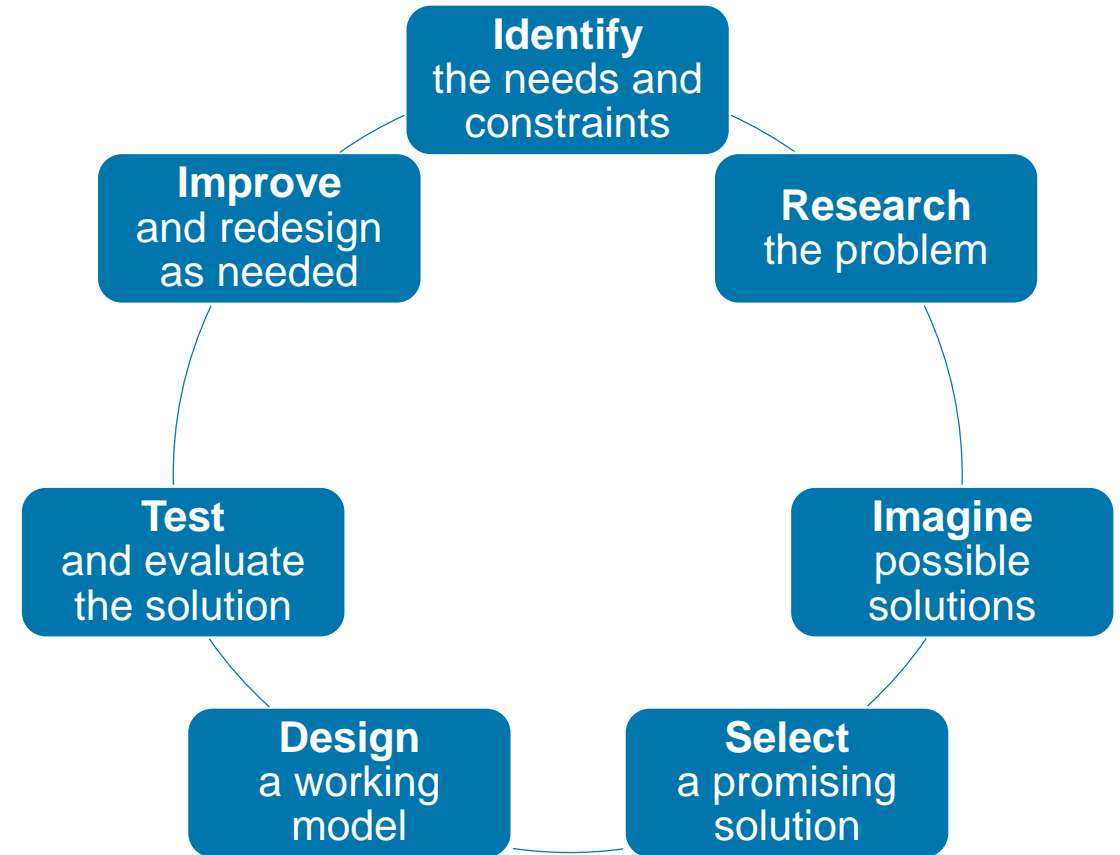 Identify
the needs and
constraints
Research
the problem
Imagine
possible
solutions
Select
a promising
solution
Design
a working
model
Test
and evaluate
the solution
Improve
and redesign
as needed